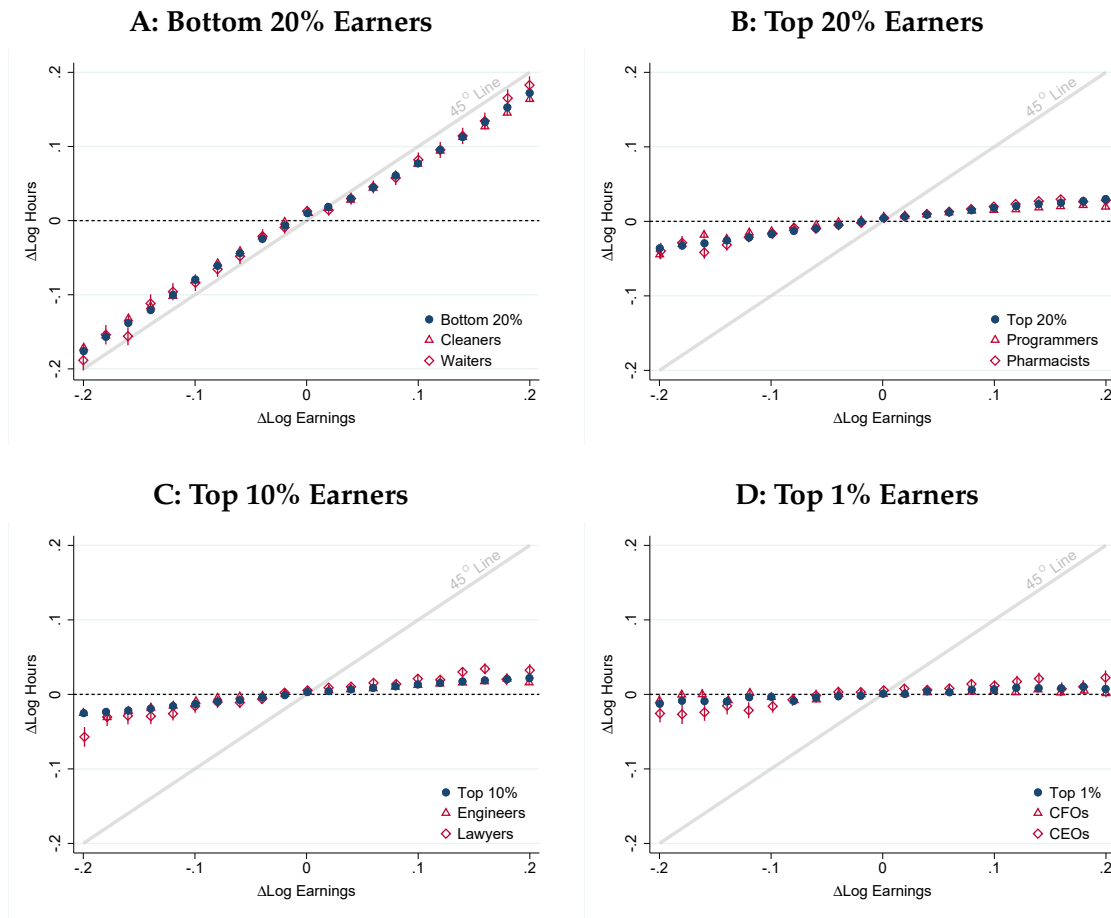 A: Bottom 20% Earners
.2
.1
0
-.1
-.2
ΔLog Hours
45° Line
Bottom 20%
Cleaners
Waiters
-.2 -.1 0 .1 .2
ΔLog Earnings
B: Top 20% Earners
.2
.1
0
-.1
-.2
ΔLog Hours
45° Line
Top 20%
Programmers
Pharmacists
-.2 -.1 0 .1 .2
ΔLog Earnings
C: Top 10% Earners
.2
.1
0
-.1
-.2
ΔLog Hours
45° Line
Top 10%
Engineers
Lawyers
-.2 -.1 0 .1 .2
ΔLog Earnings
D: Top 1% Earners
.2
.1
0
-.1
-.2
ΔLog Hours
45° Line
Top 1%
CFOs
CEOs
-.2 -.1 0 .1 .2
ΔLog Earnings